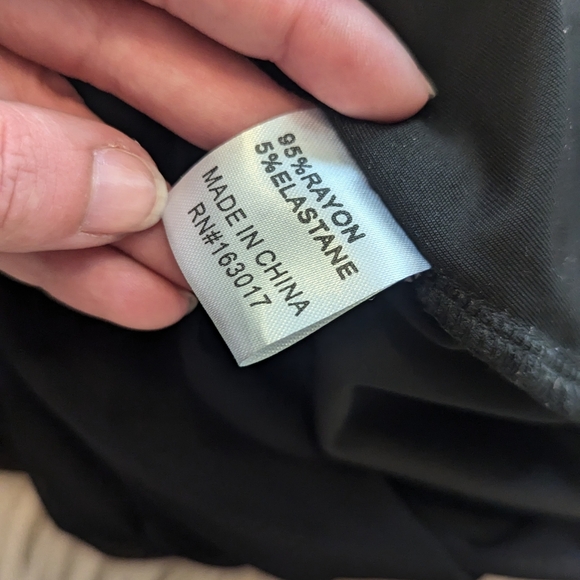 95%RAYON
5%ELASTANE
MADE IN CHINA
RN#163017